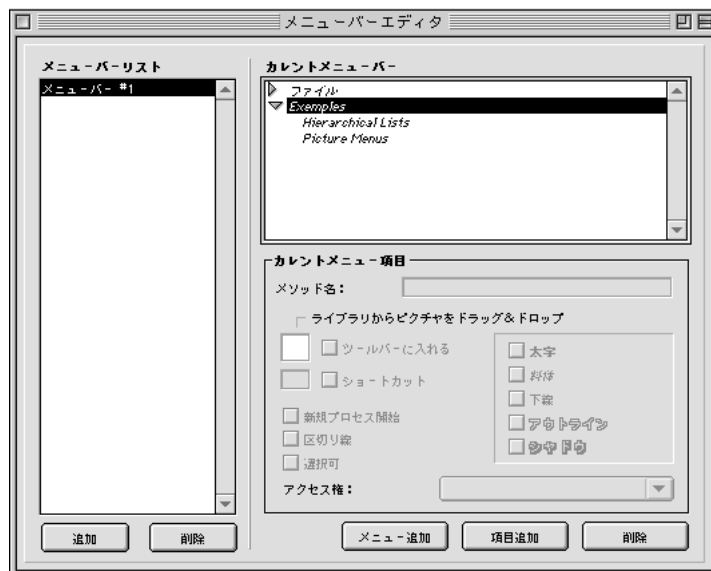 メニューバーエディタ
メニューバーリスト
メニューバー #1
追加
削除
カレントメニューバー
ファイル
Exemples
Hierarchical Lists
Picture Menus
カレントメニュー項目
メソッド名：
ライブラリからピクチャをドラッグ＆ドロップ
ツールバーに入れる
ショートカット
新規プロセス開始
区切り線
選択可
太字
斜体
下線
アウトライン
シャドウ
アクセス権：
メニュー追加
項目追加
削除